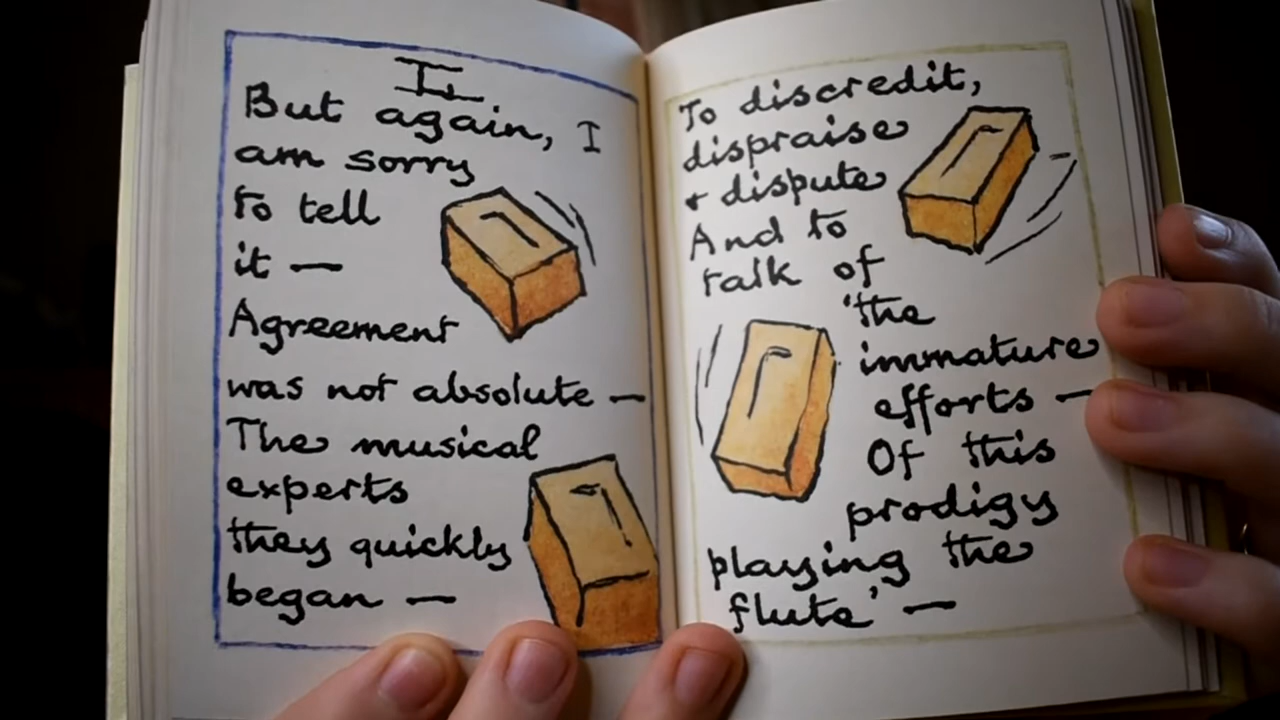 II
But again, I
am sorry
to tell
it —
Agreement
was not absolute —
The musical
experts
they quickly
began —
To discredit,
dispraise
& dispute
And to
talk of
'the
immature
efforts —
Of this
prodigy
playing the
flute' —